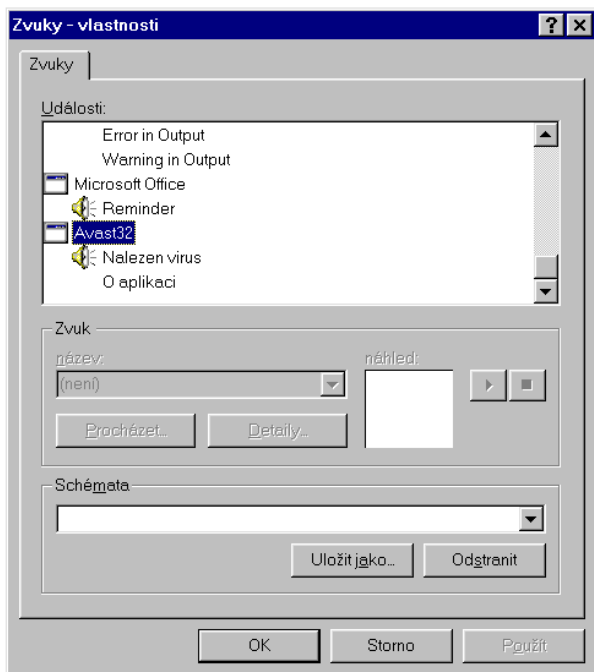 Zvuky - vlastnosti
Zvuky
Události:
Error in Output
Warning in Output
Microsoft Office
Reminder
Avast32
Nalezen virus
O aplikaci
Zvuk
název: náhled:
(není)
Procházet... Detaily...
Schémata
Uložit jako... Odstranit
OK Storno Použít